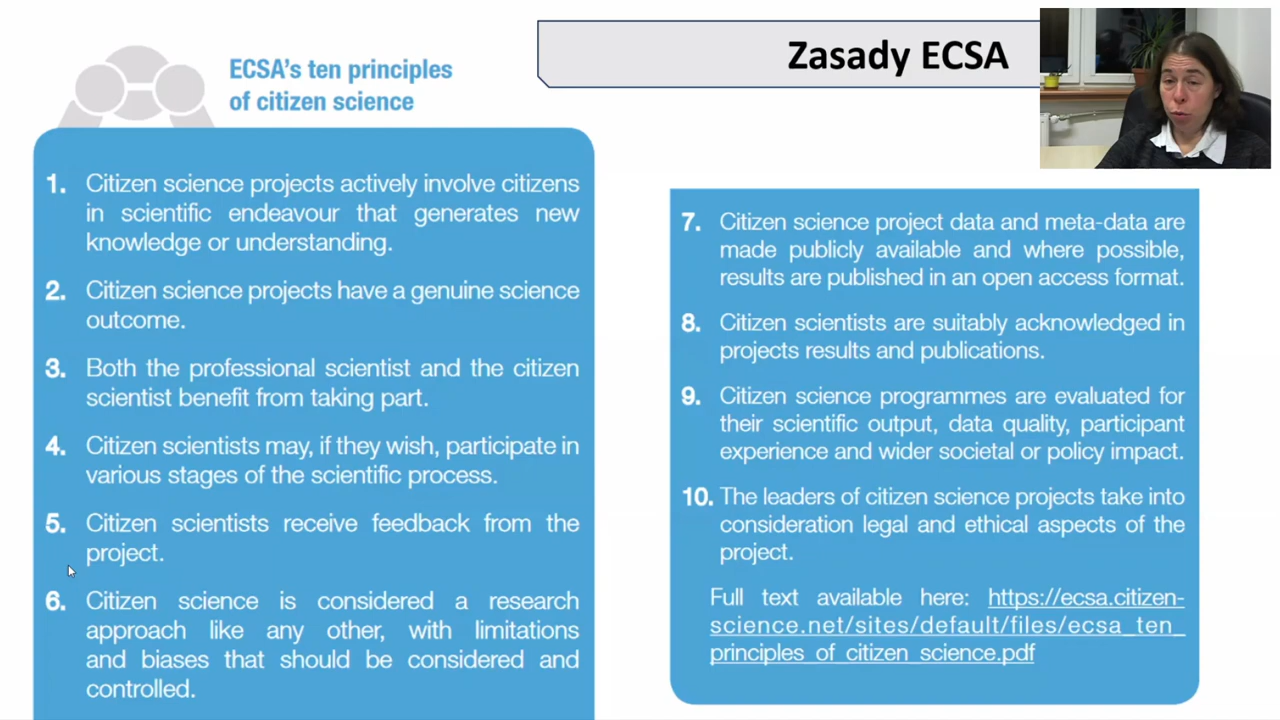 Zasady ECSA
ECSA's ten principles
of citizen science
1. Citizen science projects actively involve citizens
in scientific endeavour that generates new
knowledge or understanding.
2. Citizen science projects have a genuine science
outcome.
3. Both the professional scientist and the citizen
scientist benefit from taking part.
4. Citizen scientists may, if they wish, participate in
various stages of the scientific process.
5. Citizen scientists receive feedback from the
project.
6. Citizen science is considered a research
approach like any other, with limitations
and biases that should be considered and
controlled.
7. Citizen science project data and meta-data are
made publicly available and where possible,
results are published in an open access format.
8. Citizen scientists are suitably acknowledged in
projects results and publications.
9. Citizen science programmes are evaluated for
their scientific output, data quality, participant
experience and wider societal or policy impact.
10. The leaders of citizen science projects take into
consideration legal and ethical aspects of the
project.
Full text available here: https://ecsa.citizen-
science.net/sites/default/files/ecsa_ten_
principles_of_citizen_science.pdf